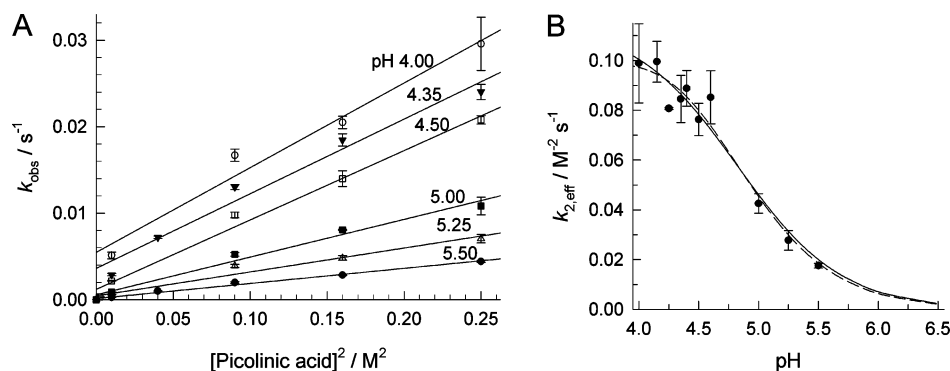 A
0.03
0.02
0.01
0.00
k_obs / s⁻¹
pH 4.00
4.35
4.50
5.00
5.25
5.50
0.00 0.05 0.10 0.15 0.20 0.25
[Picolinic acid]² / M²
B
0.10
0.08
0.06
0.04
0.02
0.00
k_2,eff / M⁻² s⁻¹
4.0 4.5 5.0 5.5 6.0 6.5
pH